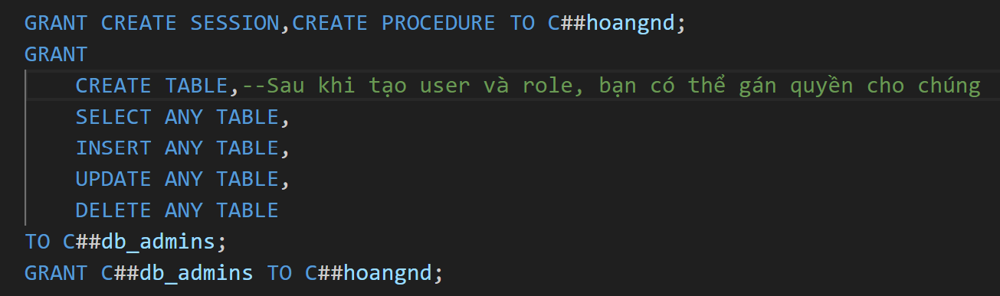 GRANT CREATE SESSION,CREATE PROCEDURE TO C##hoangnd;
GRANT
    CREATE TABLE,--Sau khi tạo user và role, bạn có thể gán quyền cho chúng
    SELECT ANY TABLE,
    INSERT ANY TABLE,
    UPDATE ANY TABLE,
    DELETE ANY TABLE
TO C##db_admins;
GRANT C##db_admins TO C##hoangnd;